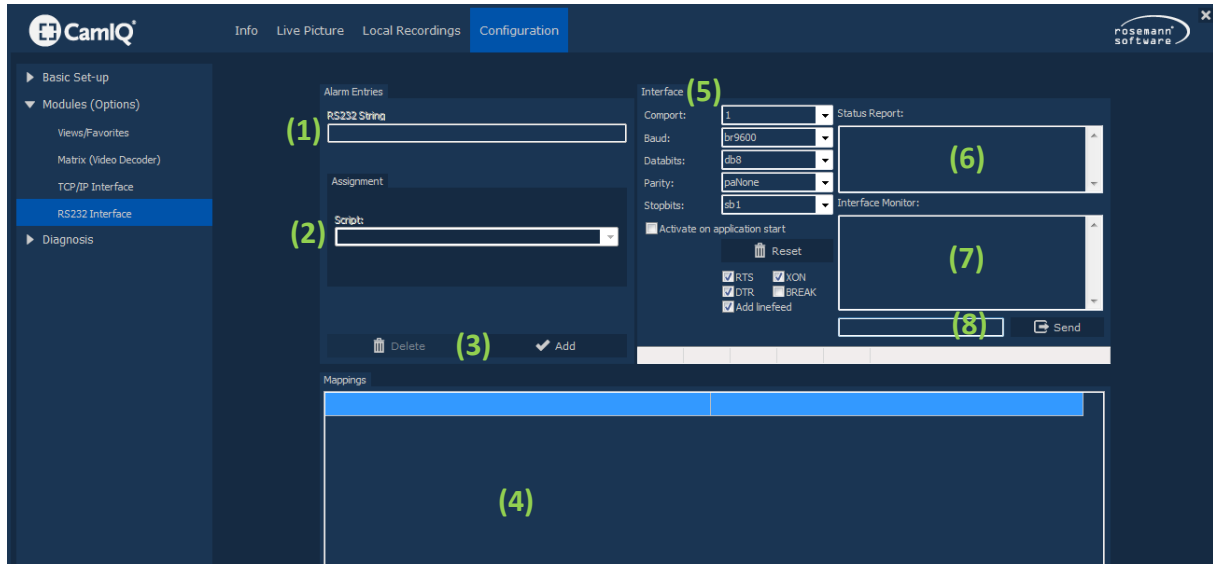 CamIQ
Info Live Picture Local Recordings Configuration
rosemann
software
Basic Set-up
Modules (Options)
Views/Favorites
Matrix (Video Decoder)
TCP/IP Interface
RS232 Interface
Diagnosis
Alarm Entries
RS232 String
(1)
Assignment
Script:
(2)
Delete (3) Add
Interface (5)
Comport: 1
Baud: br9600
Databits: db8
Parity: paNone
Stopbits: sb1
Activate on application start
Reset
RTS XON
DTR BREAK
Add linefeed
Status Report:
(6)
Interface Monitor:
(7)
(8) Send
Mappings
(4)